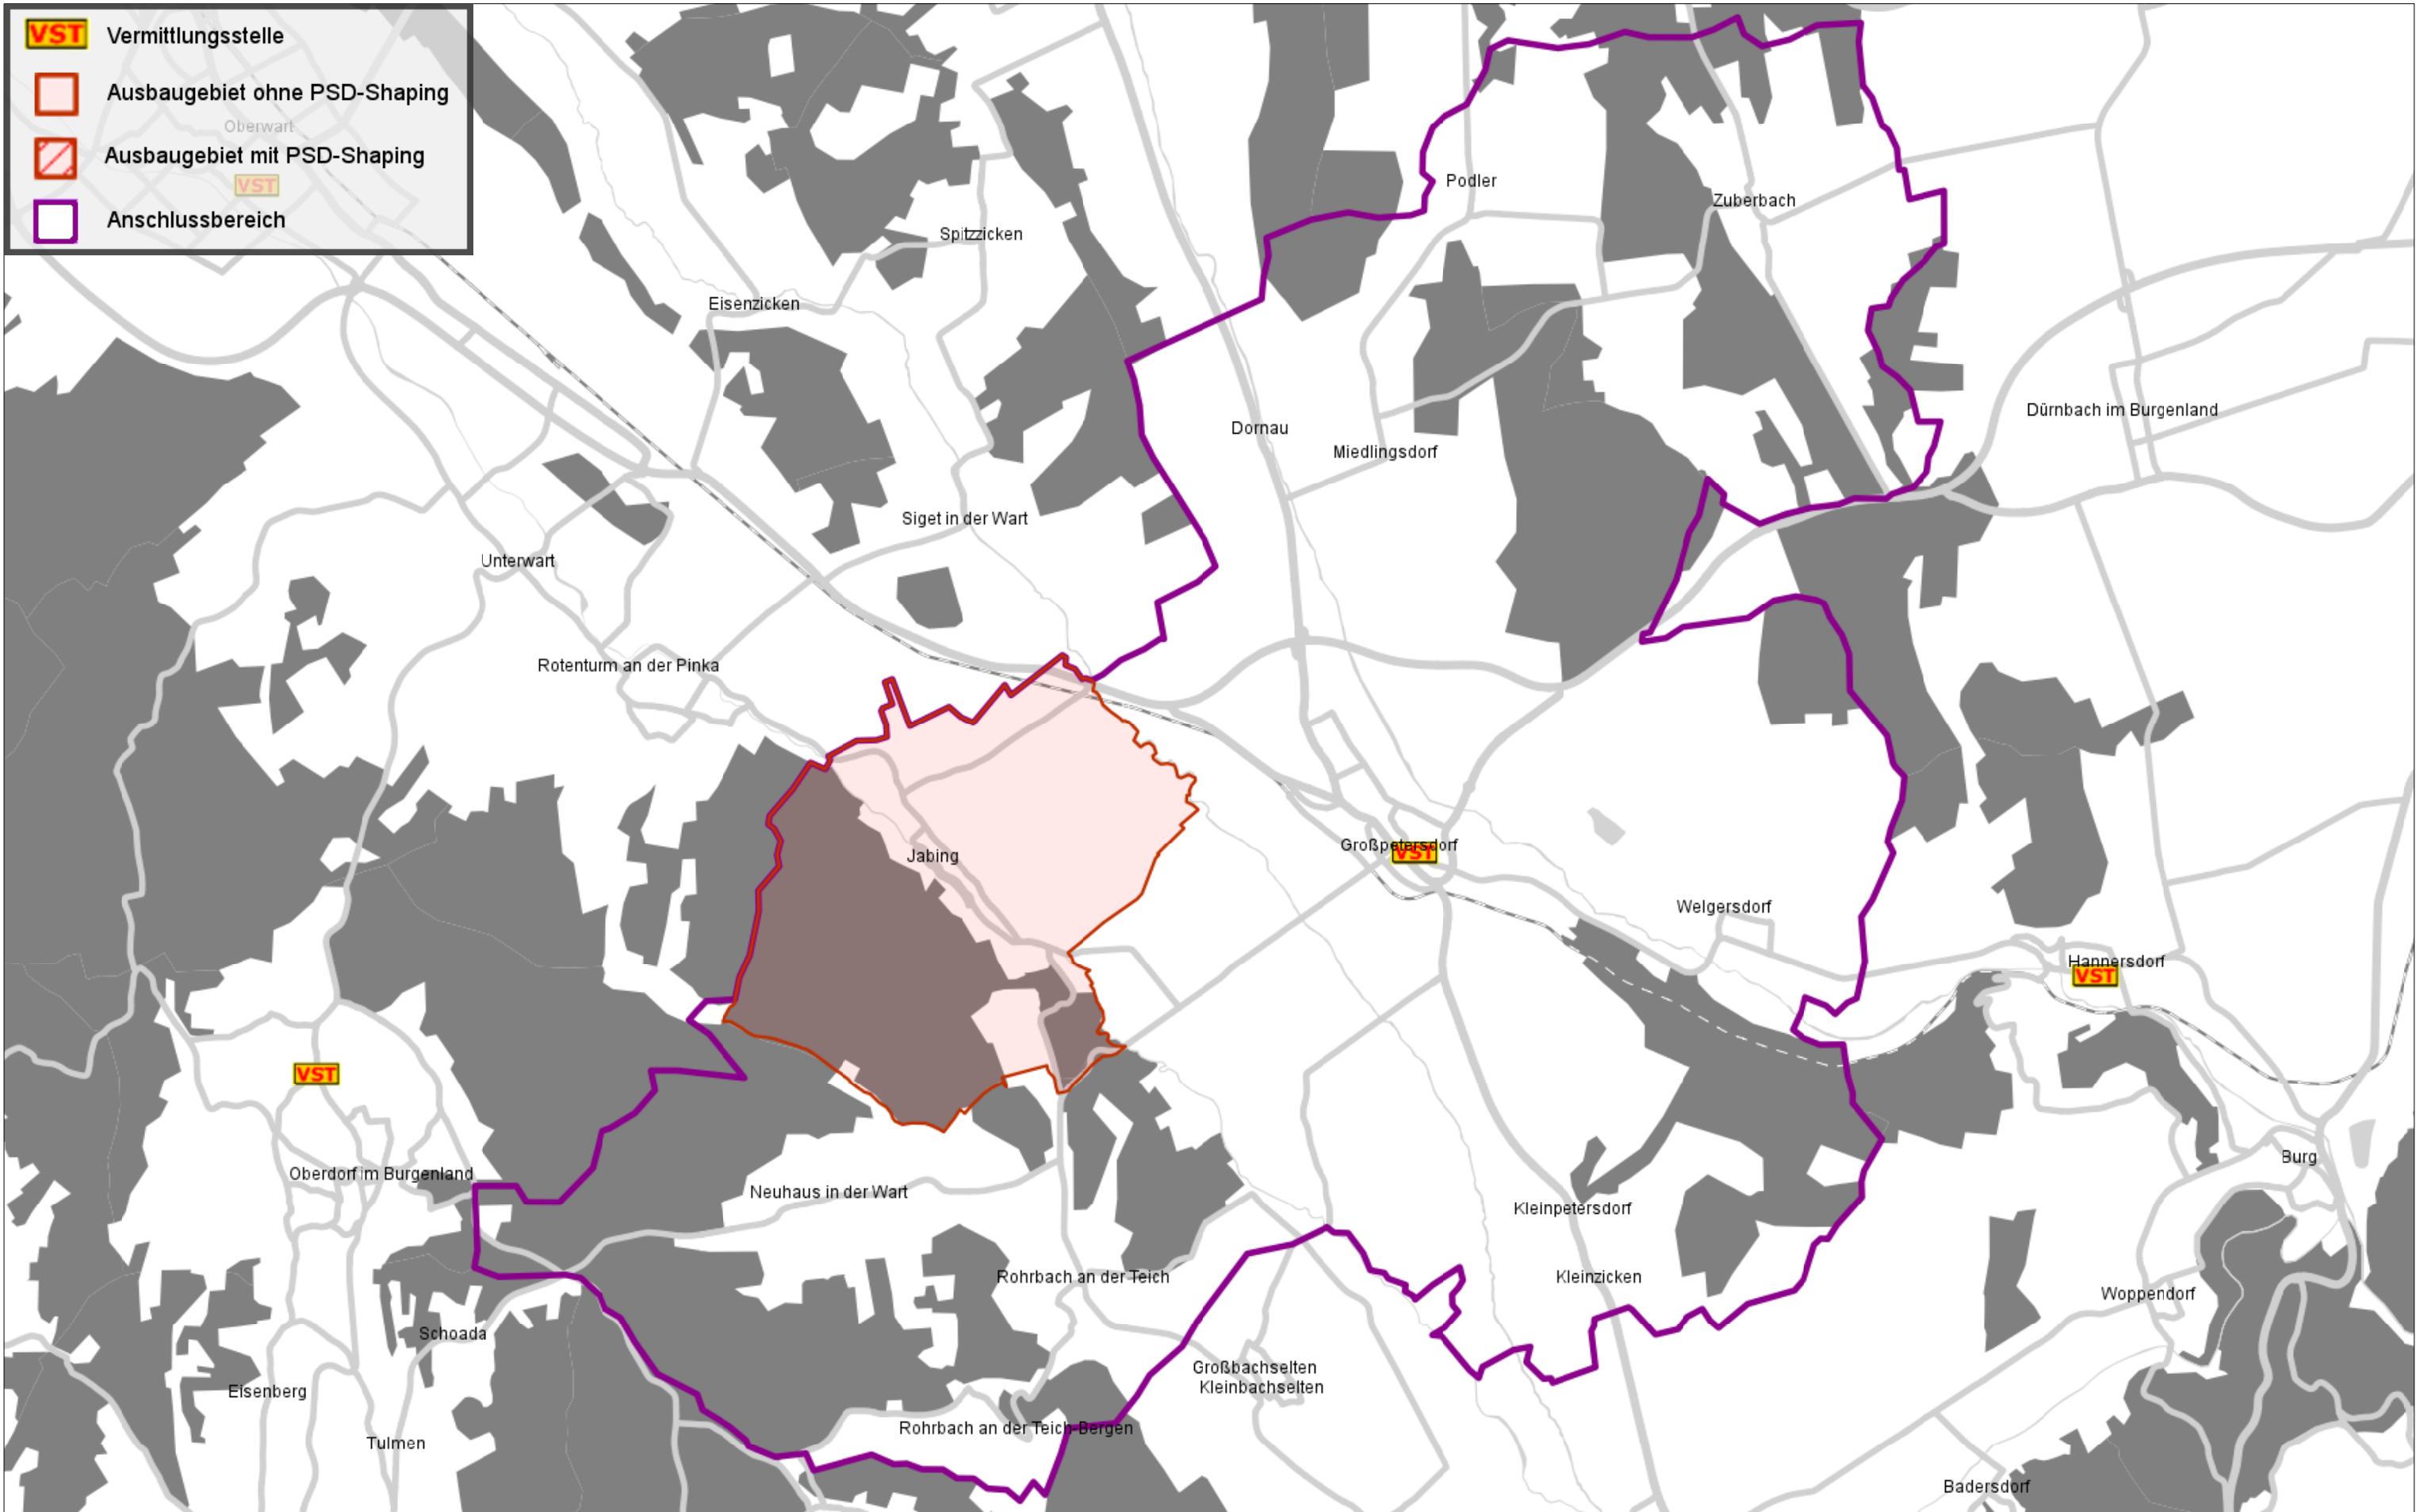 VST Vermittlungsstelle
Ausbaugebiet ohne PSD-Shaping
Oberwart
Ausbaugebiet mit PSD-Shaping
VST
Anschlussbereich
Podler
Zuberbach
Spitzzicken
Eisenzicken
Dürnbach im Burgenland
Dornau
Miedlingsdorf
Siget in der Wart
Unterwart
Rotenturm an der Pinka
Großpetersdorf
VST
Jabing
Welgersdorf
Hannersdorf
VST
VST
Burg
Oberdorf im Burgenland
Neuhaus in der Wart
Kleinpetersdorf
Rohrbach an der Teich
Kleinzicken
Woppendorf
Schoada
Großbachselten
Kleinbachselten
Eisenberg
Rohrbach an der Teich-Bergen
Tulmen
Badersdorf